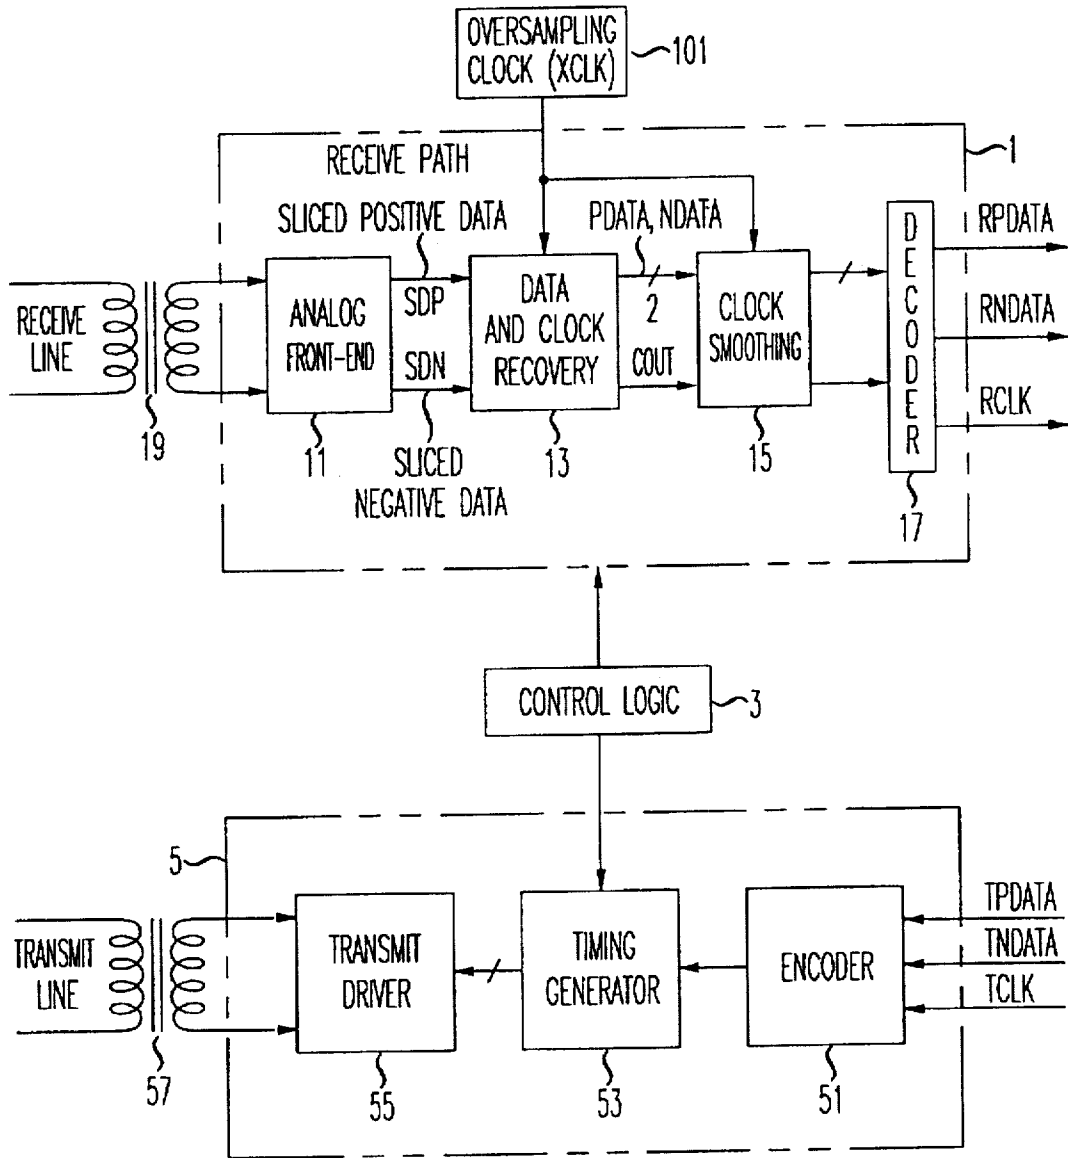 OVERSAMPLING
CLOCK (XCLK)
101
1
RECEIVE PATH
SLICED POSITIVE DATA
PDATA, NDATA
RECEIVE
LINE
19
ANALOG
FRONT-END
11
SDP
SDN
SLICED
NEGATIVE DATA
DATA
AND CLOCK
RECOVERY
13
2
COUT
CLOCK
SMOOTHING
15
DECODER
17
RPDATA
RNDATA
RCLK
CONTROL LOGIC
3
5
TRANSMIT
LINE
57
TRANSMIT
DRIVER
55
TIMING
GENERATOR
53
ENCODER
51
TPDATA
TNDATA
TCLK